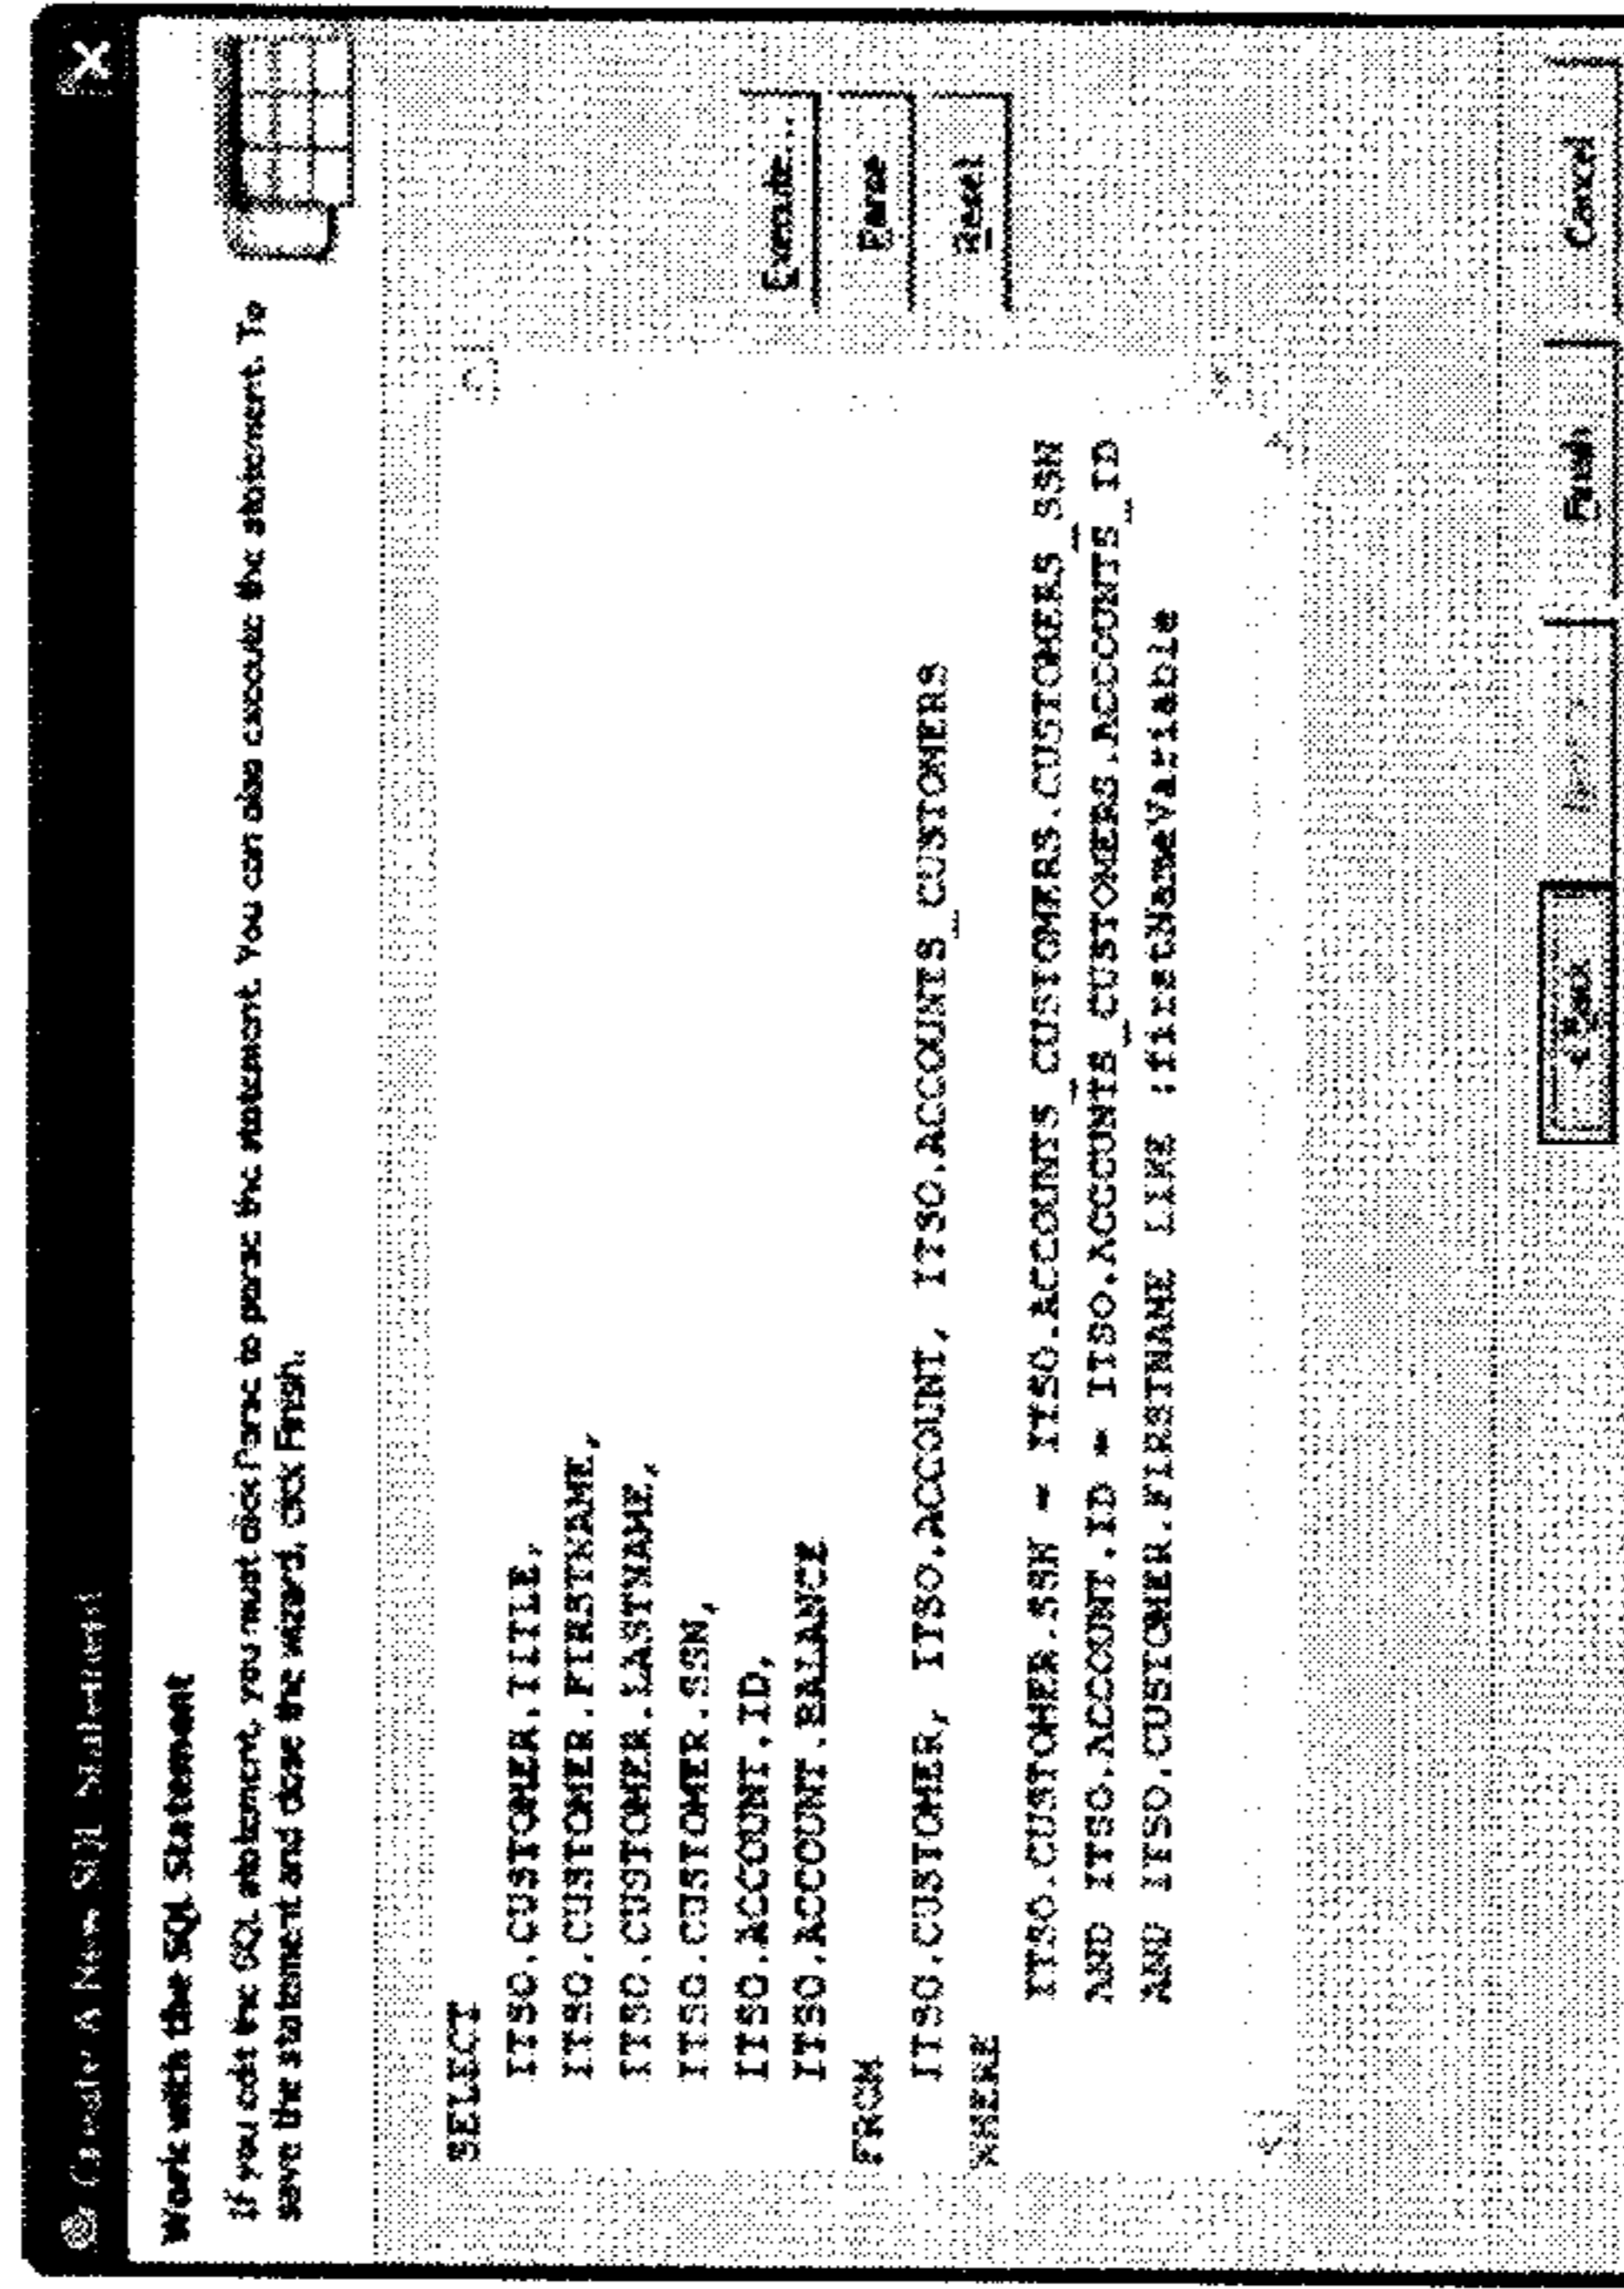 Create A New SQL Statement
Work with the SQL Statement
If you edit the SQL statement, you must click Parse to parse the statement. You can also execute the statement. To
save the statement and close the wizard, click Finish.
SELECT
ITSO.CUSTOMER.TITLE,
ITSO.CUSTOMER.FIRSTNAME,
ITSO.CUSTOMER.LASTNAME,
ITSO.CUSTOMER.SSN,
ITSO.ACCOUNT.ID,
ITSO.ACCOUNT.BALANCE
FROM
ITSO.CUSTOMER, ITSO.ACCOUNT, ITSO.ACCOUNTS_CUSTOMERS
WHERE
ITSO.CUSTOMER.SSN = ITSO.ACCOUNTS_CUSTOMERS.CUSTOMERS_SSN
AND ITSO.ACCOUNT.ID = ITSO.ACCOUNTS_CUSTOMERS.ACCOUNTS_ID
AND ITSO.CUSTOMER.FIRSTNAME LIKE :firstNameVariable
Execute...
Parse
Reset
< Back
Finish
Cancel